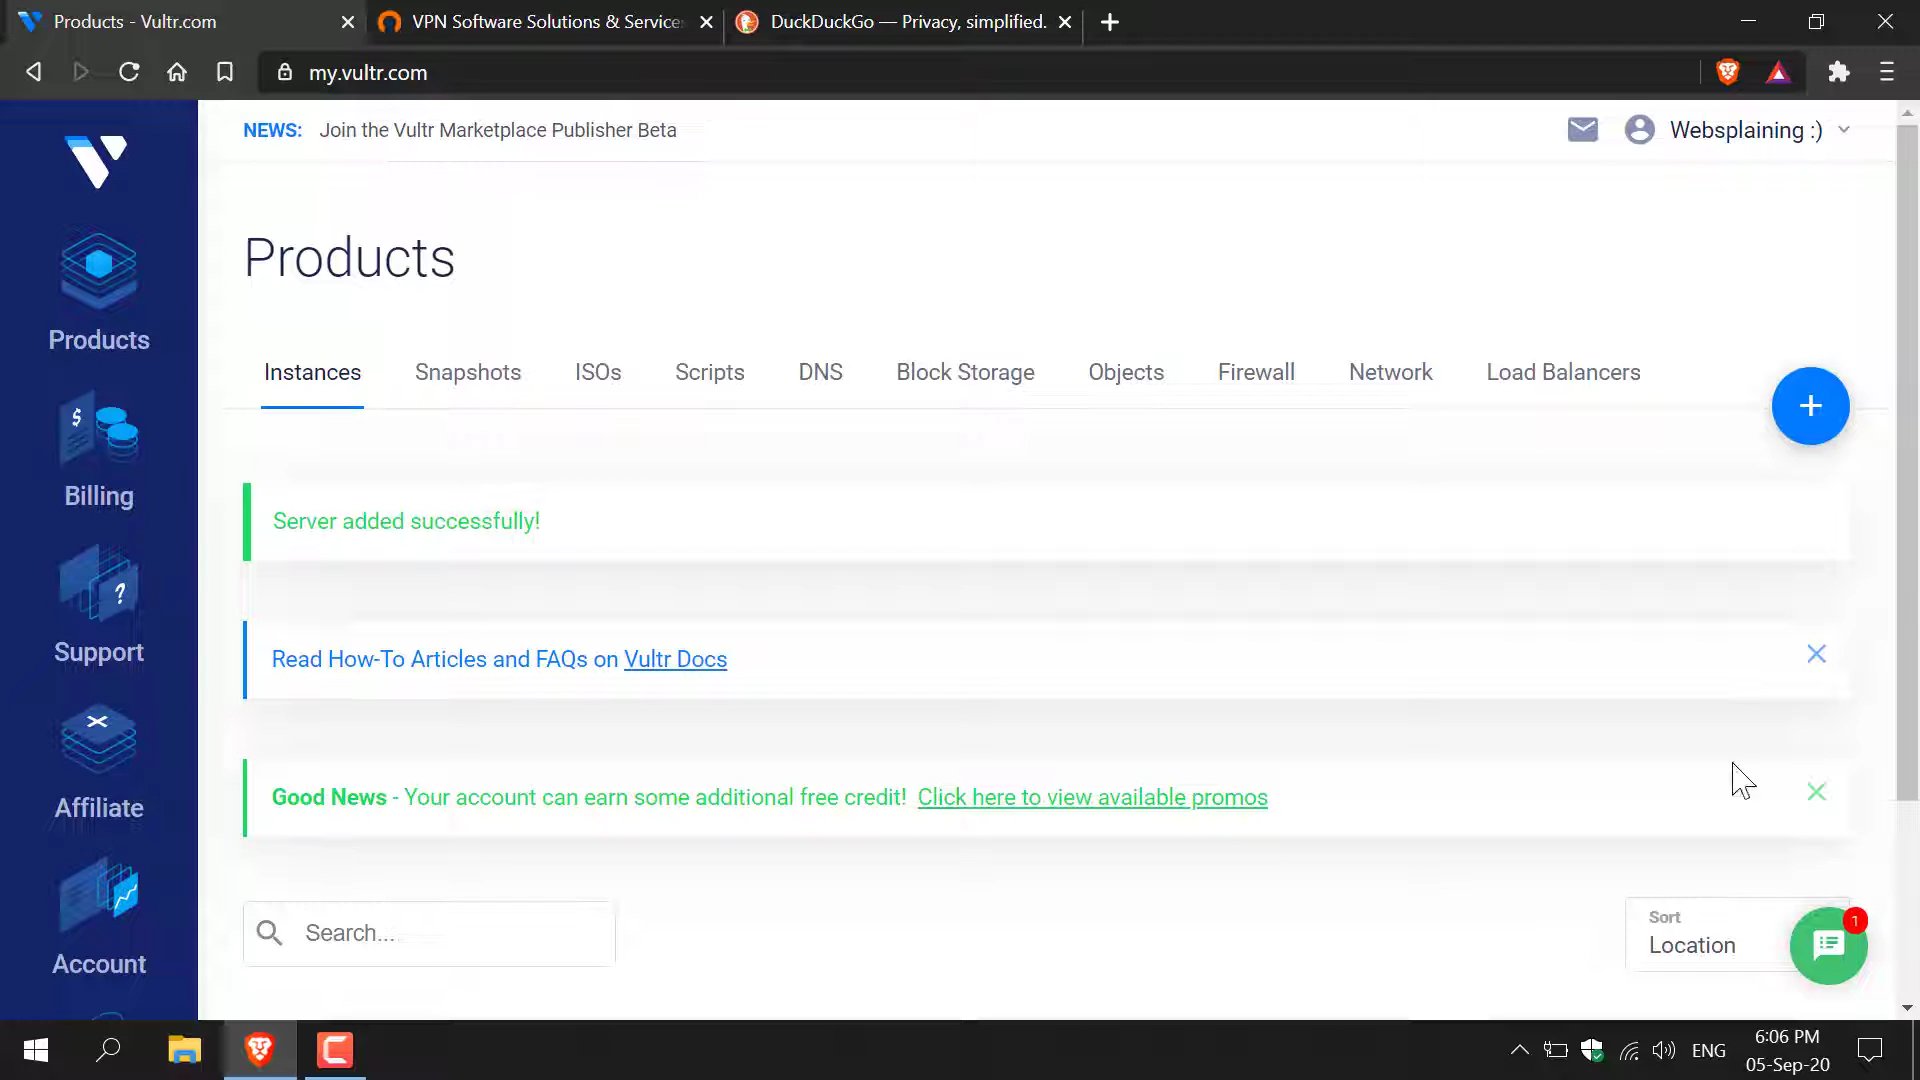 Products - Vultr.com
VPN Software Solutions & Service
DuckDuckGo — Privacy, simplified.
my.vultr.com
NEWS: Join the Vultr Marketplace Publisher Beta
Websplaining :)
Products
Billing
Support
Affiliate
Account
Products
Instances
Snapshots
ISOs
Scripts
DNS
Block Storage
Objects
Firewall
Network
Load Balancers
Server added successfully!
Read How-To Articles and FAQs on Vultr Docs
Good News - Your account can earn some additional free credit! Click here to view available promos
Search...
Sort
Location
1
ENG
6:06 PM
05-Sep-20